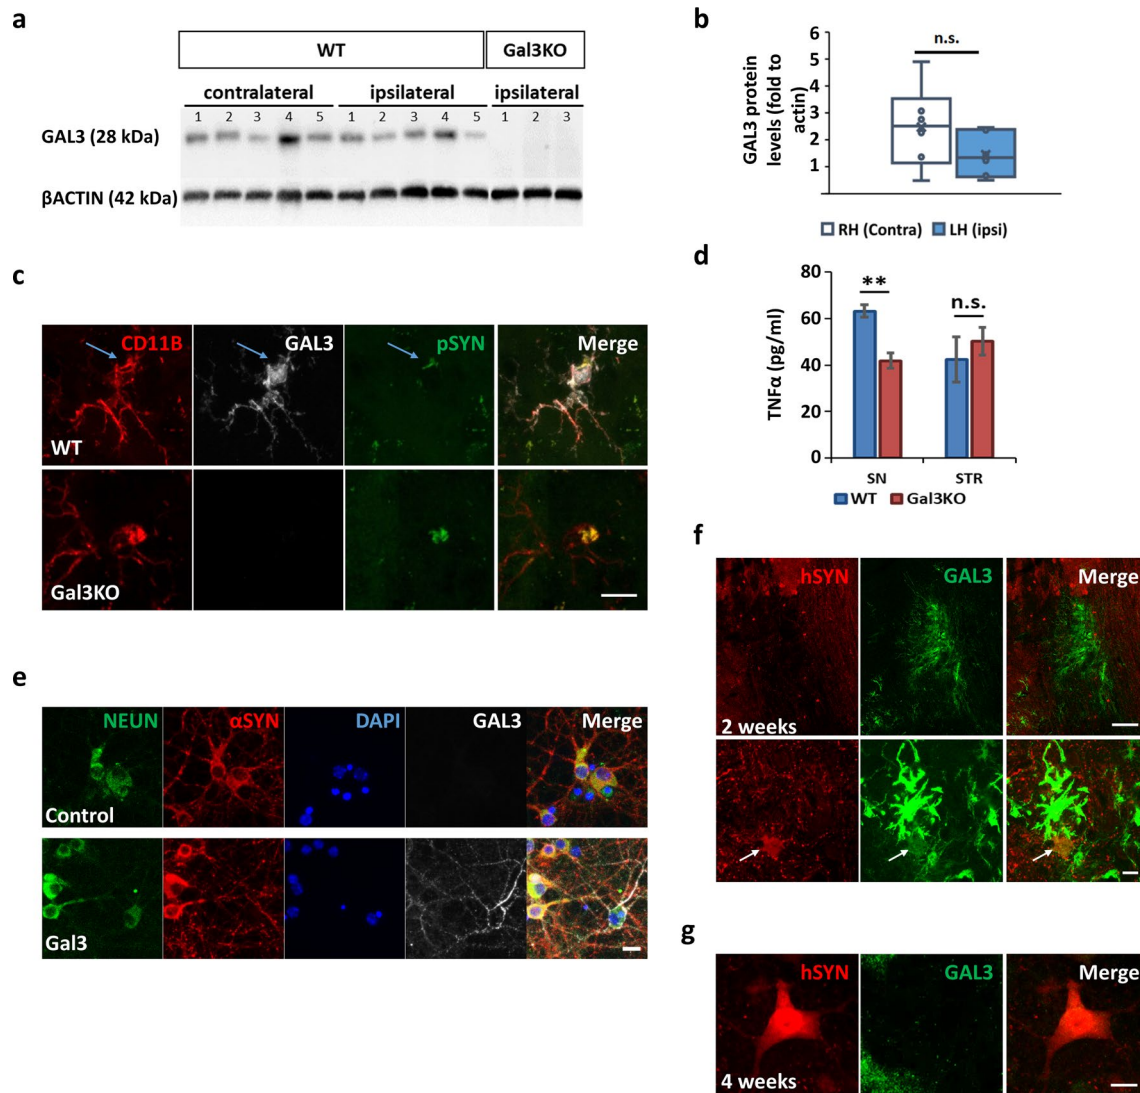 a
WT
Gal3KO
contralateral
ipsilateral
ipsilateral
1 2 3 4 5 1 2 3 4 5 1 2 3
GAL3 (28 kDa)
βACTIN (42 kDa)
b
n.s.
GAL3 protein
levels (fold to
actin)
6
5
4
3
2
1
RH (Contra)
LH (ipsi)
c
CD11B
GAL3
pSYN
Merge
WT
Gal3KO
d
TNFα (pg/ml)
80
60
40
20
0
**
n.s.
SN
STR
WT
Gal3KO
e
NEUN
αSYN
DAPI
GAL3
Merge
Control
Gal3
f
hSYN
GAL3
Merge
2 weeks
g
hSYN
GAL3
Merge
4 weeks